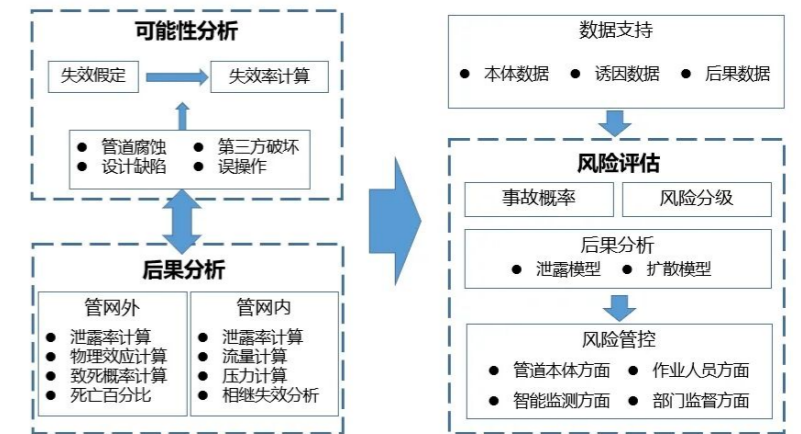 可能性分析
失效假定
失效率计算
● 管道腐蚀 ● 第三方破坏
● 设计缺陷 ● 误操作
后果分析
管网外
● 泄露率计算
● 物理效应计算
● 致死概率计算
● 死亡百分比
管网内
● 泄露率计算
● 流量计算
● 压力计算
● 相继失效分析
数据支持
● 本体数据 ● 诱因数据 ● 后果数据
风险评估
事故概率
风险分级
后果分析
● 泄露模型 ● 扩散模型
风险管控
● 管道本体方面 ● 作业人员方面
● 智能监测方面 ● 部门监督方面